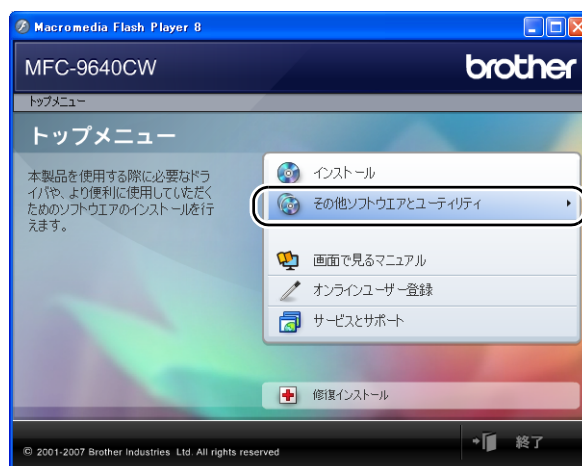 Macromedia Flash Player 8
MFC-9640CW
brother
トップメニュー
トップメニュー
本製品を使用する際に必要なドラ
イバや、より便利に使用していただく
ためのソフトウエアのインストールを行
えます。
インストール
その他ソフトウエアとユーティリティ
画面で見るマニュアル
オンラインユーザー登録
サービスとサポート
修復インストール
© 2001-2007 Brother Industries Ltd. All rights reserved
終了